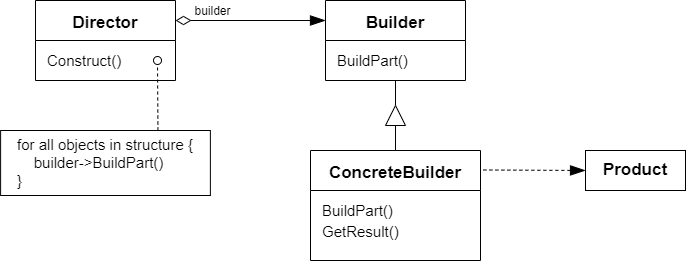 Director
builder
Builder
Construct()
BuildPart()
for all objects in structure {
builder->BuildPart()
}
ConcreteBuilder
Product
BuildPart()
GetResult()